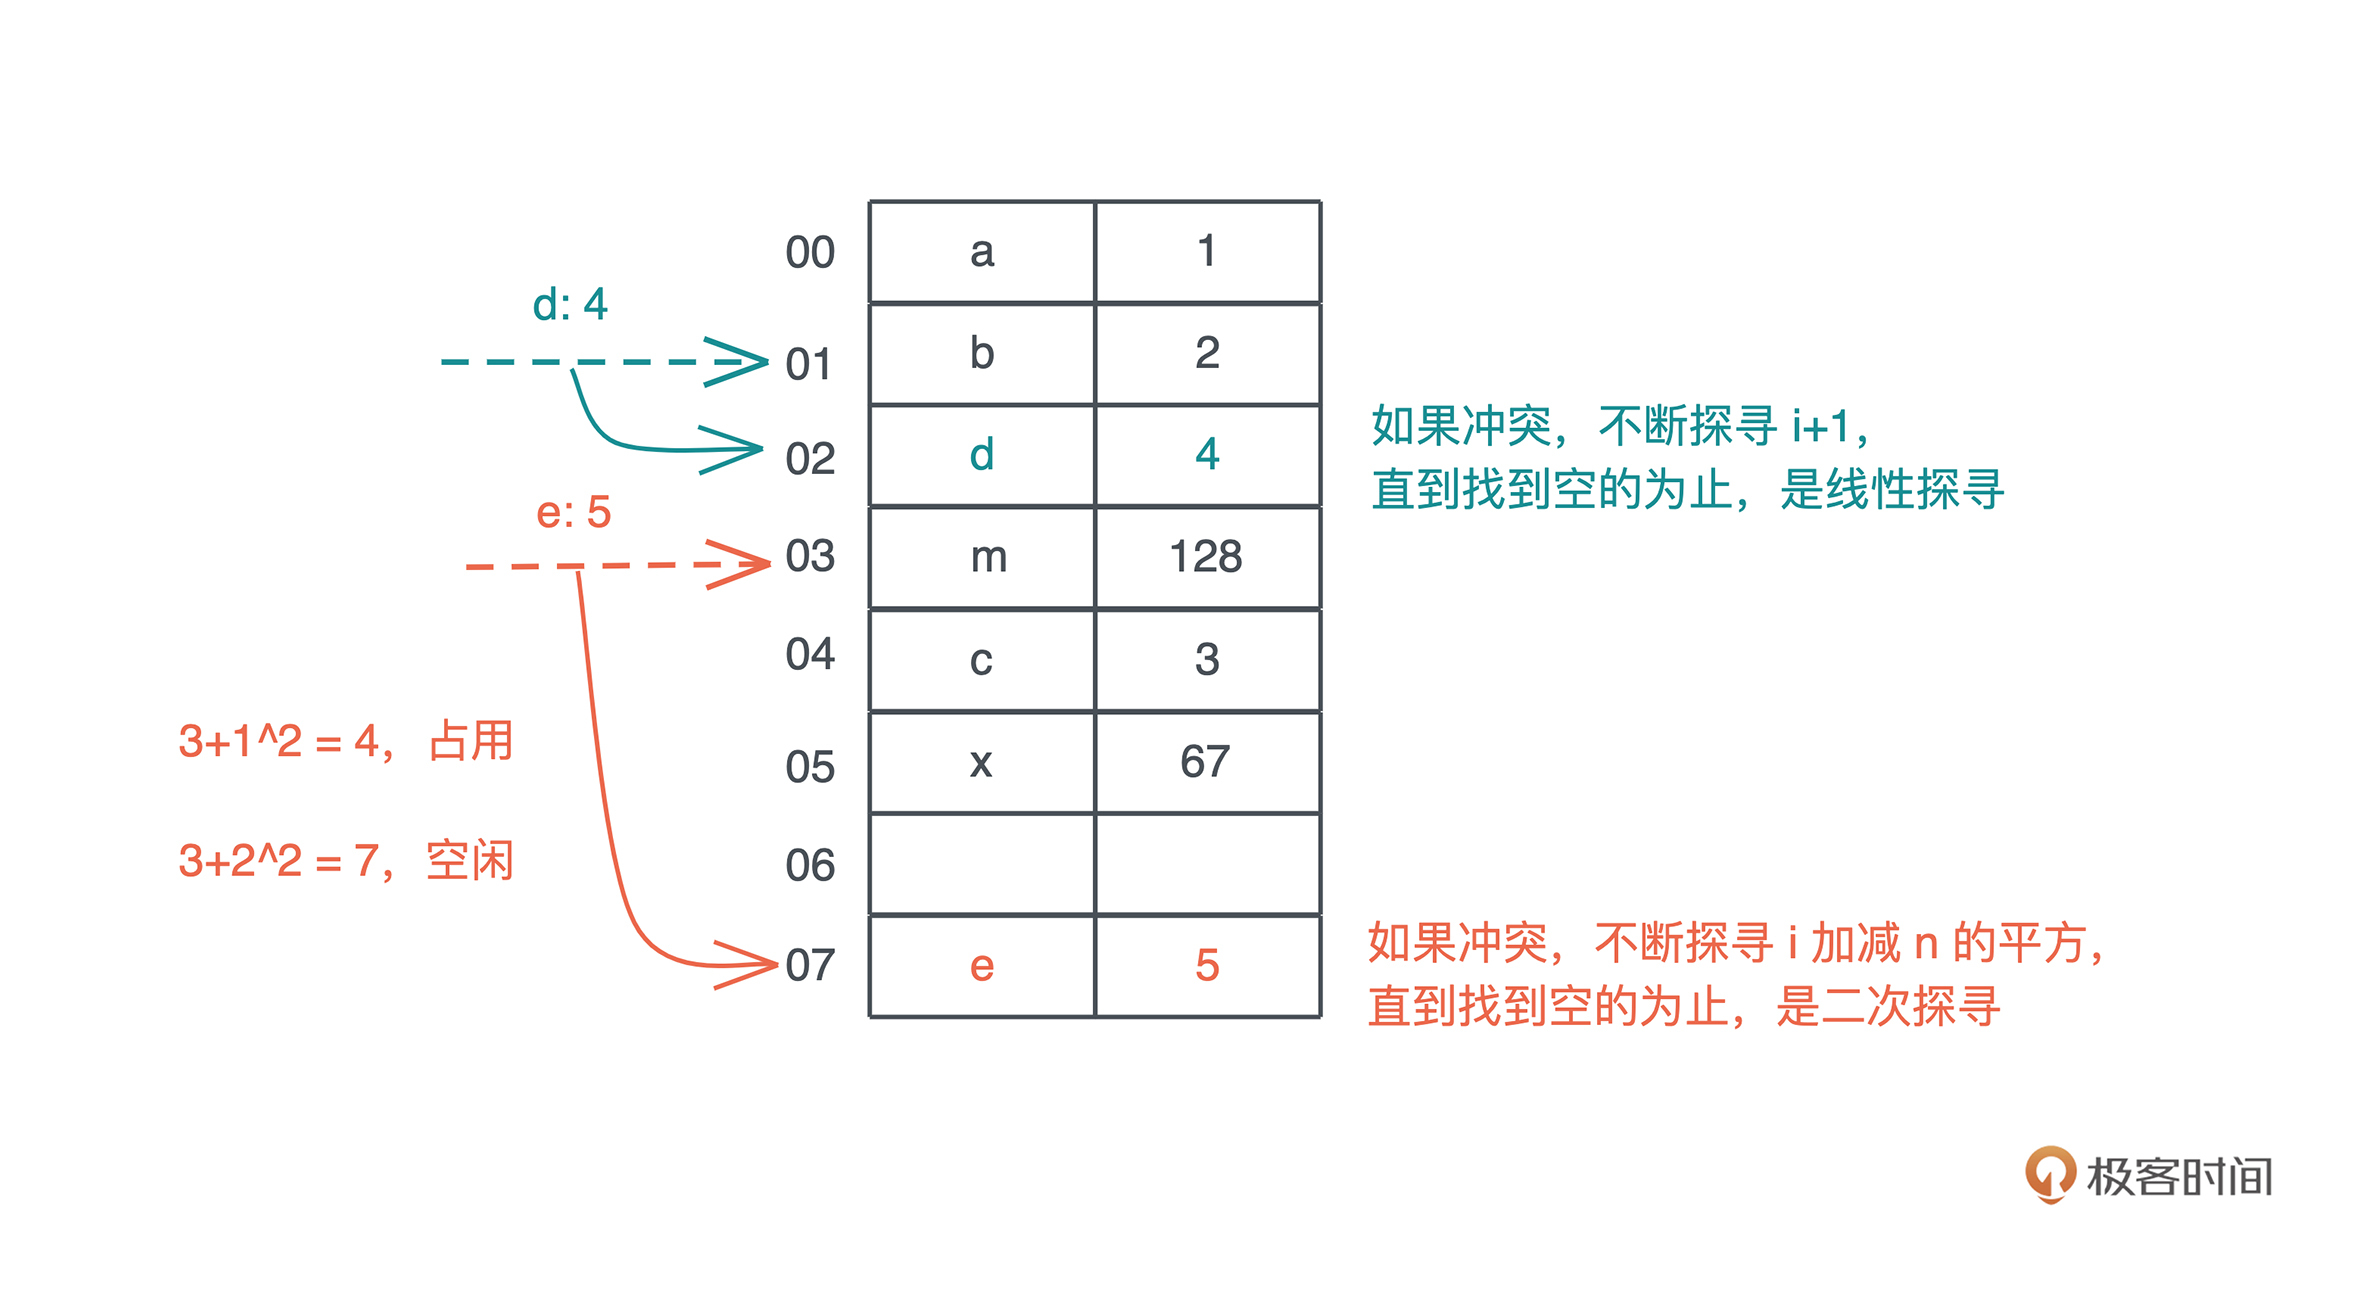 00 a 1
d: 4
01 b 2
02 d 4
如果冲突，不断探寻 i+1，
直到找到空的为止，是线性探寻
e: 5
03 m 128
04 c 3
3+1^2 = 4，占用
05 x 67
3+2^2 = 7，空闲
06
07 e 5
如果冲突，不断探寻 i 加减 n 的平方，
直到找到空的为止，是二次探寻
极客时间